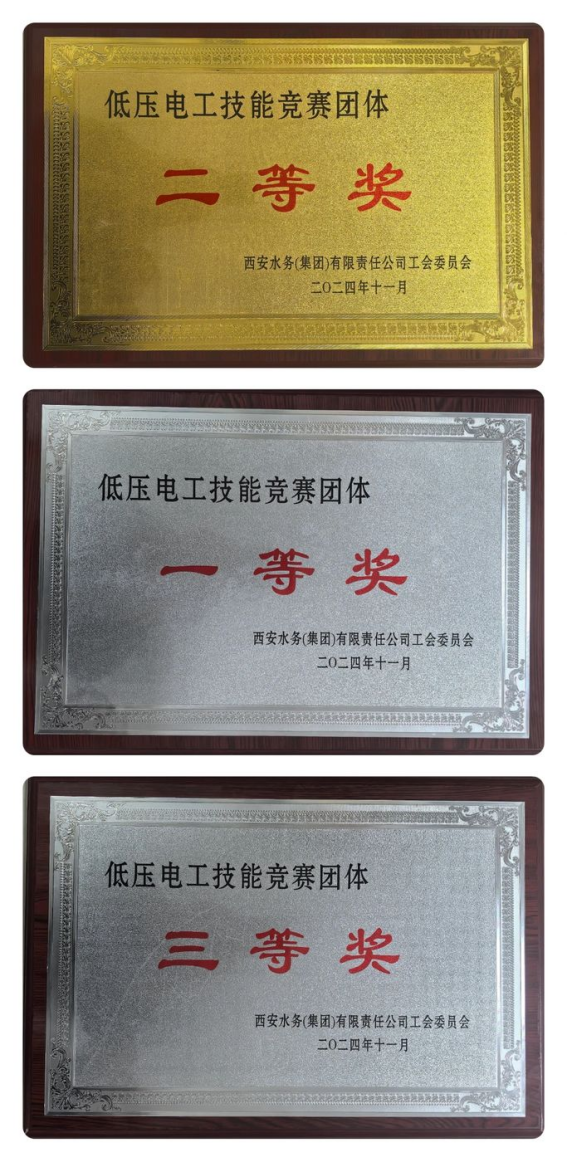 低压电工技能竞赛团体
二等奖
西安水务(集团)有限责任公司工会委员会
二〇二四年十一月
低压电工技能竞赛团体
一等奖
西安水务(集团)有限责任公司工会委员会
二〇二四年十一月
低压电工技能竞赛团体
三等奖
西安水务(集团)有限责任公司工会委员会
二〇二四年十一月